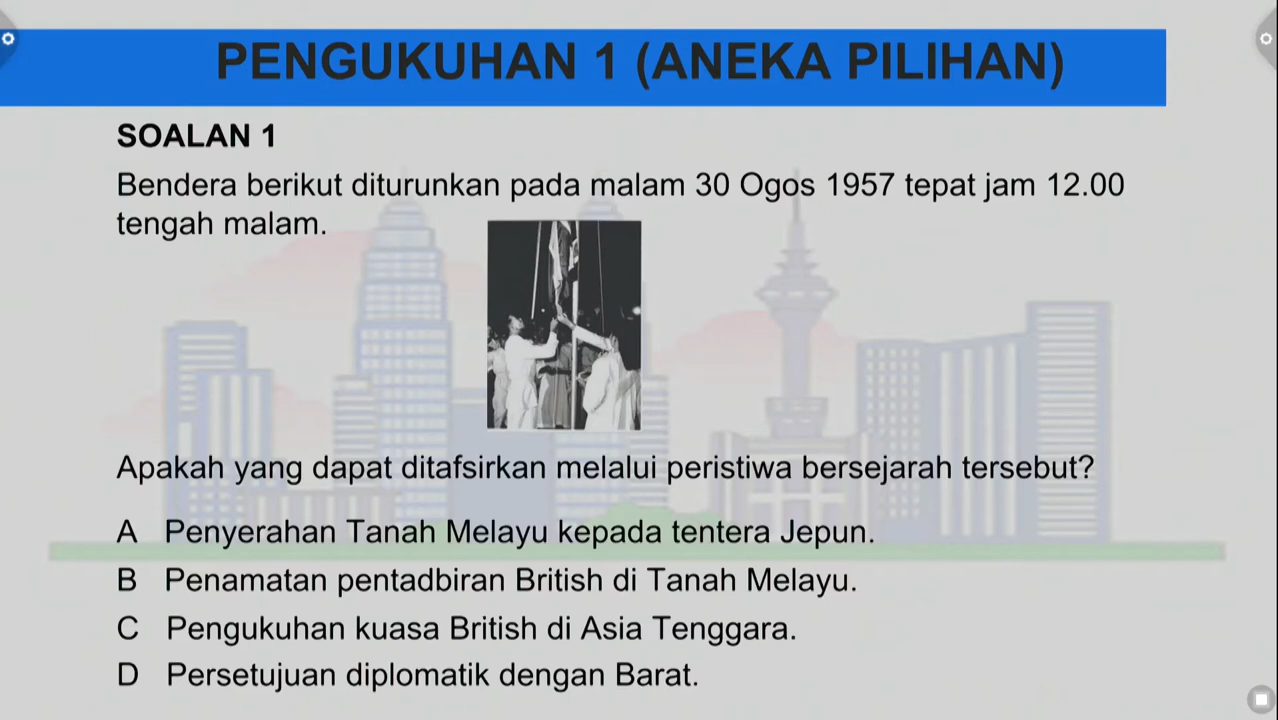 PENGUKUHAN 1 (ANEKA PILIHAN)
SOALAN 1
Bendera berikut diturunkan pada malam 30 Ogos 1957 tepat jam 12.00
tengah malam.
Apakah yang dapat ditafsirkan melalui peristiwa bersejarah tersebut?
A Penyerahan Tanah Melayu kepada tentera Jepun.
B Penamatan pentadbiran British di Tanah Melayu.
C Pengukuhan kuasa British di Asia Tenggara.
D Persetujuan diplomatik dengan Barat.